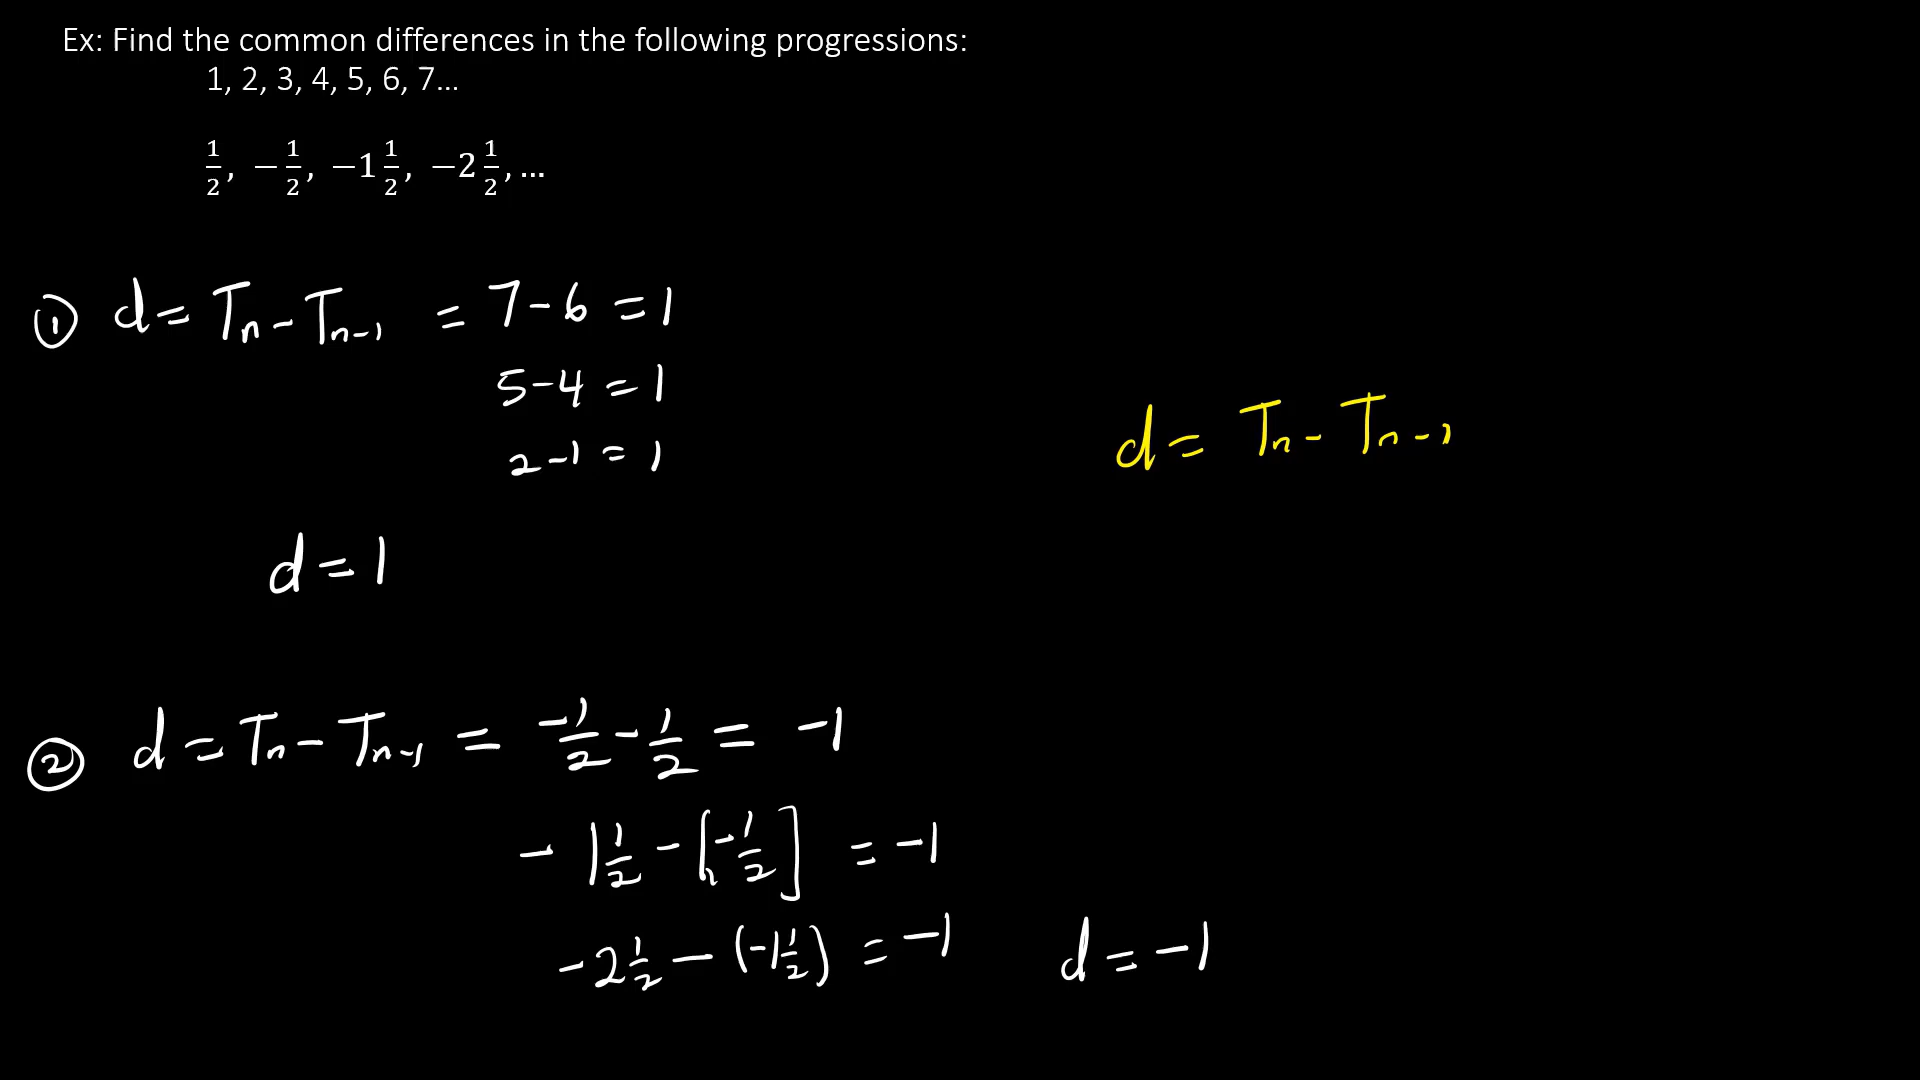 Ex: Find the common differences in the following progressions:
1, 2, 3, 4, 5, 6, 7...
1/2, −1/2, −1 1/2, −2 1/2, ...
① d = Tₙ - Tₙ₋₁ = 7 - 6 = 1
5 - 4 = 1
2 - 1 = 1
d = Tₙ - Tₙ₋₁
d = 1
② d = Tₙ - Tₙ₋₁ = -1/2 - 1/2 = -1
- 1 1/2 - [-1/2] = -1
- 2 1/2 - (-1 1/2) = -1
d = -1